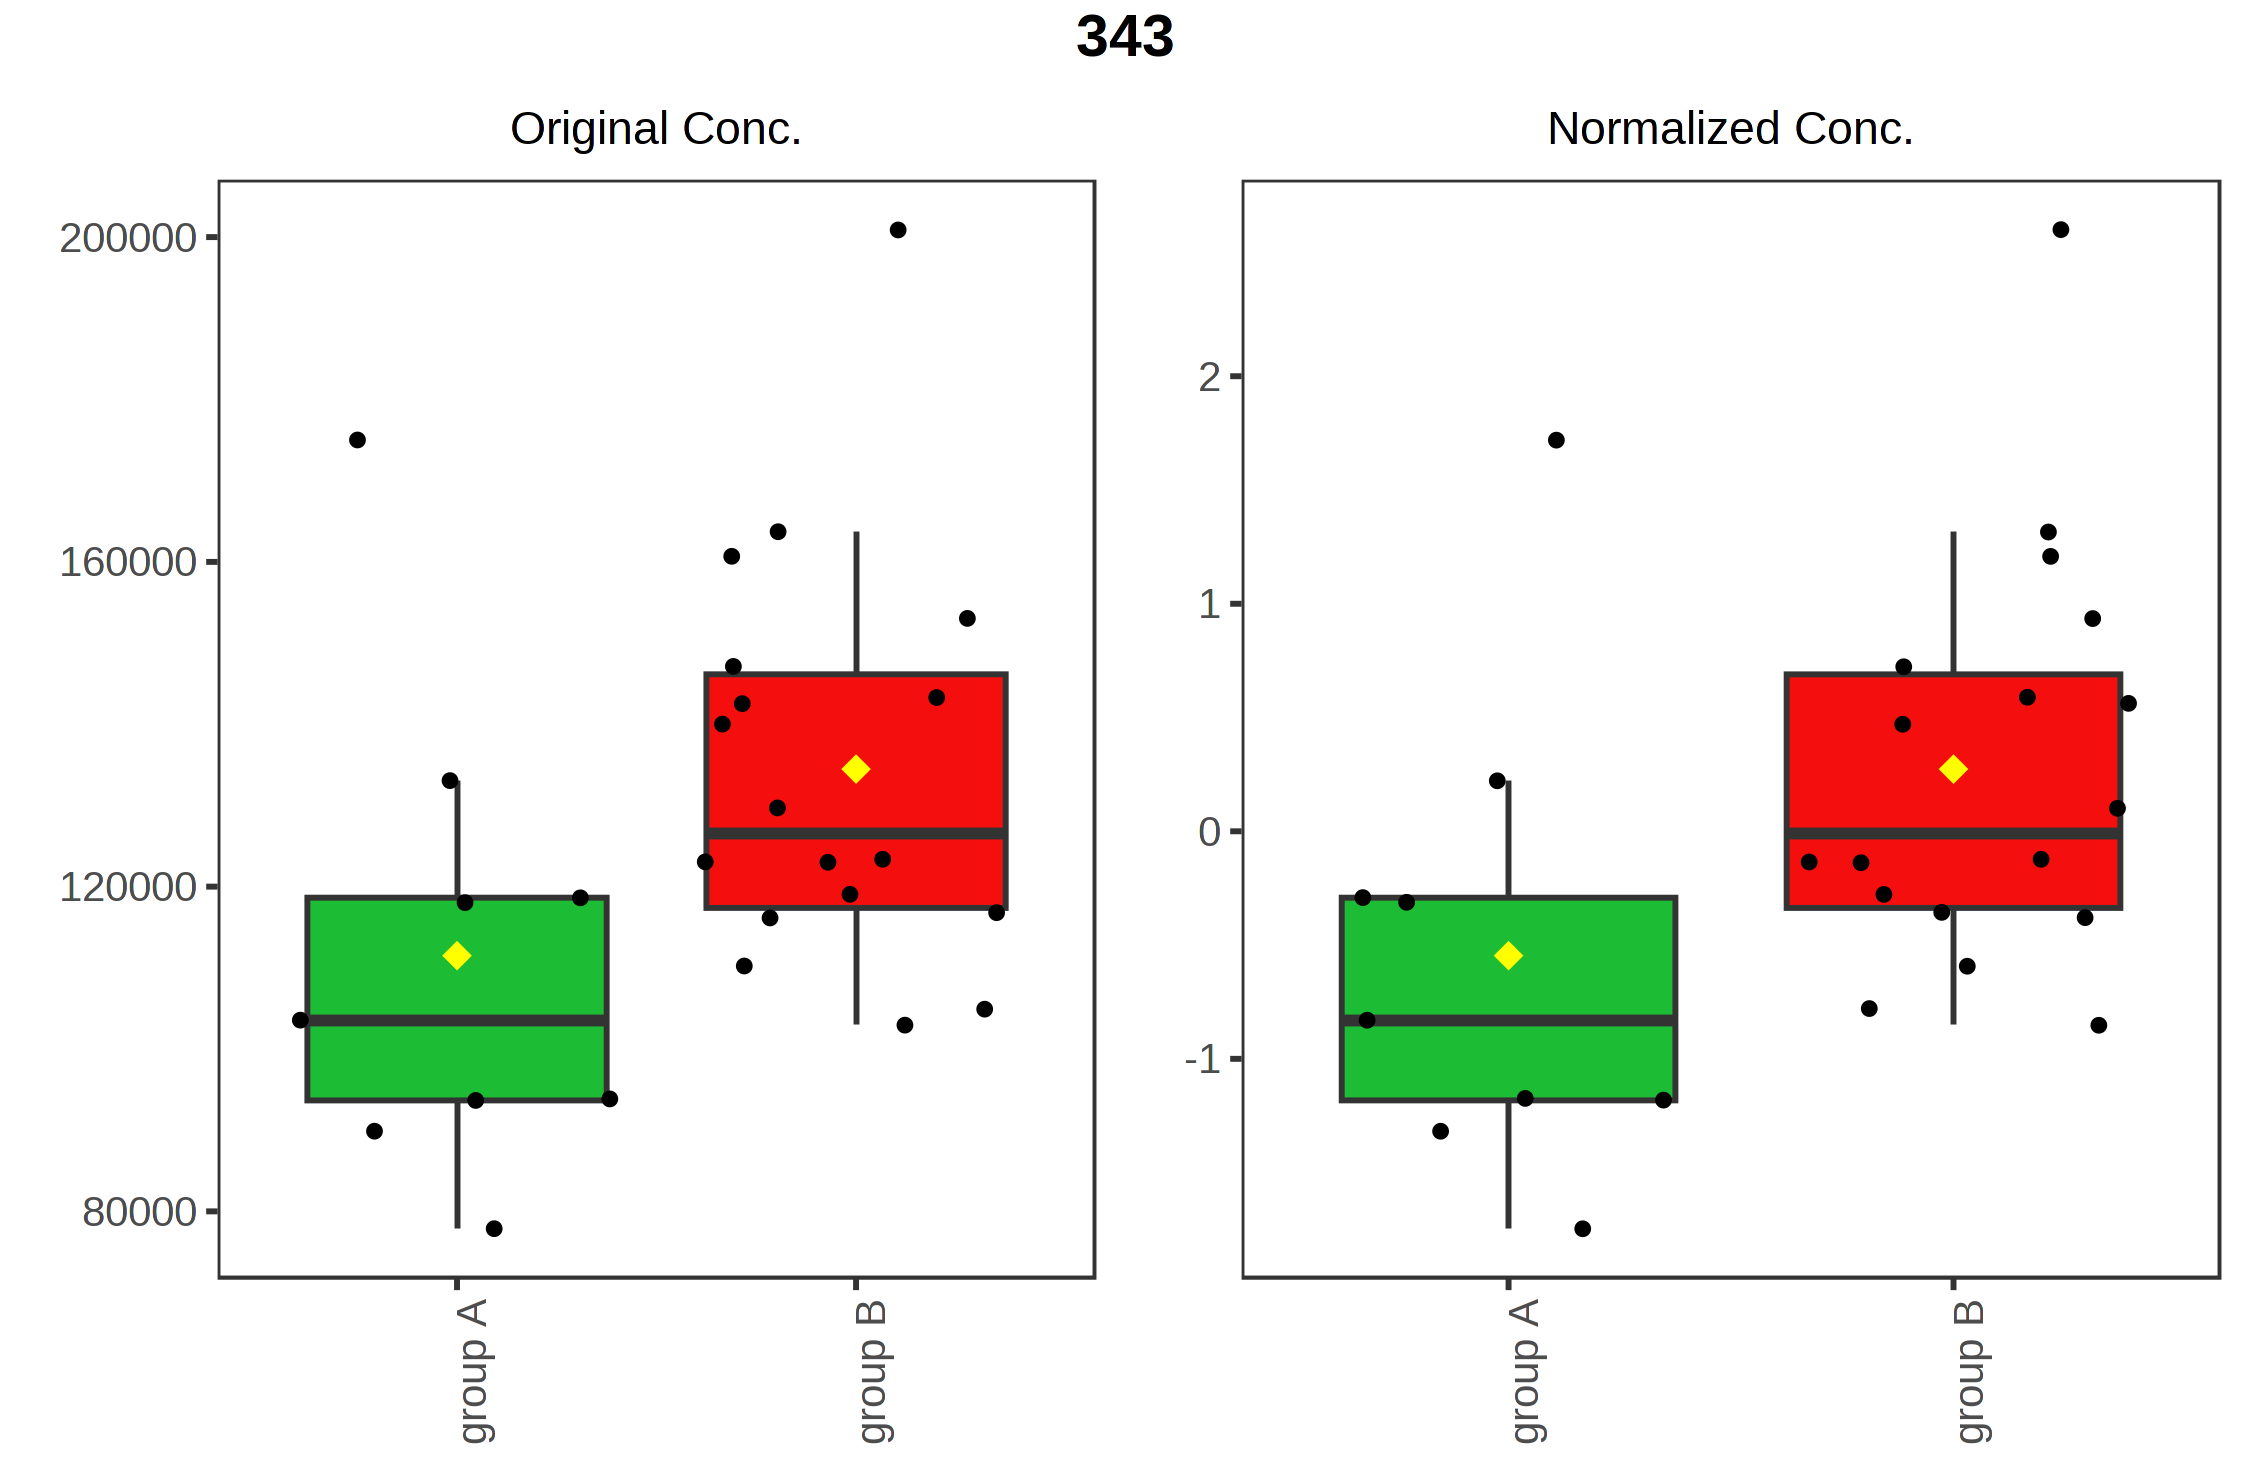 343
Original Conc.
Normalized Conc.
200000
160000
120000
80000
2
1
0
-1
group A
group B
group A
group B